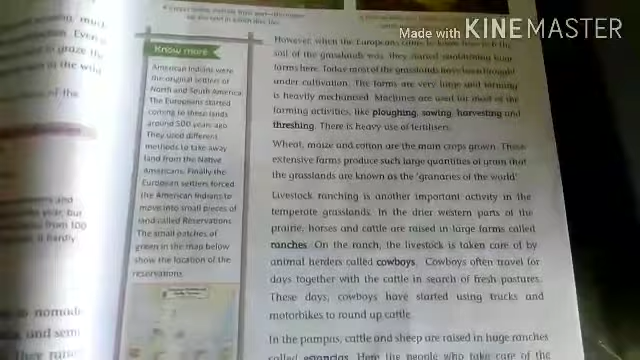 Made with KINEMASTER
However, when the Europeans came to know how rich the
soil of the grasslands was, they started establishing huge
farms here. Today most of the grasslands have been brought
under cultivation. The farms are very large and farming
is heavily mechanised. Machines are used for most of the
farming activities, like ploughing, sowing, harvesting and
threshing. There is heavy use of fertilisers.
Wheat, maize and cotton are the main crops grown. These
extensive farms produce such large quantities of grain that
the grasslands are known as the 'granaries of the world'
Livestock ranching is another important activity in the
temperate grasslands. In the drier western parts of the
prairie, horses and cattle are raised in large farms called
ranches. On the ranch, the livestock is taken care of by
animal herders called cowboys. Cowboys often travel for
days together with the cattle in search of fresh pastures.
These days, cowboys have started using trucks and
motorbikes to round up cattle.
In the pampas, cattle and sheep are raised in huge ranches
called estancias. Here the people who take care of the
Know more
American Indians were
the original settlers of
North and South America
The Europeans started
coming to these lands
around 500 years ago
They used different
methods to take away
land from the Native
Americans. Finally the
European settlers forced
the American Indians to
move into small pieces of
land called Reservations
The small patches of
green in the map below
show the location of the
reservations